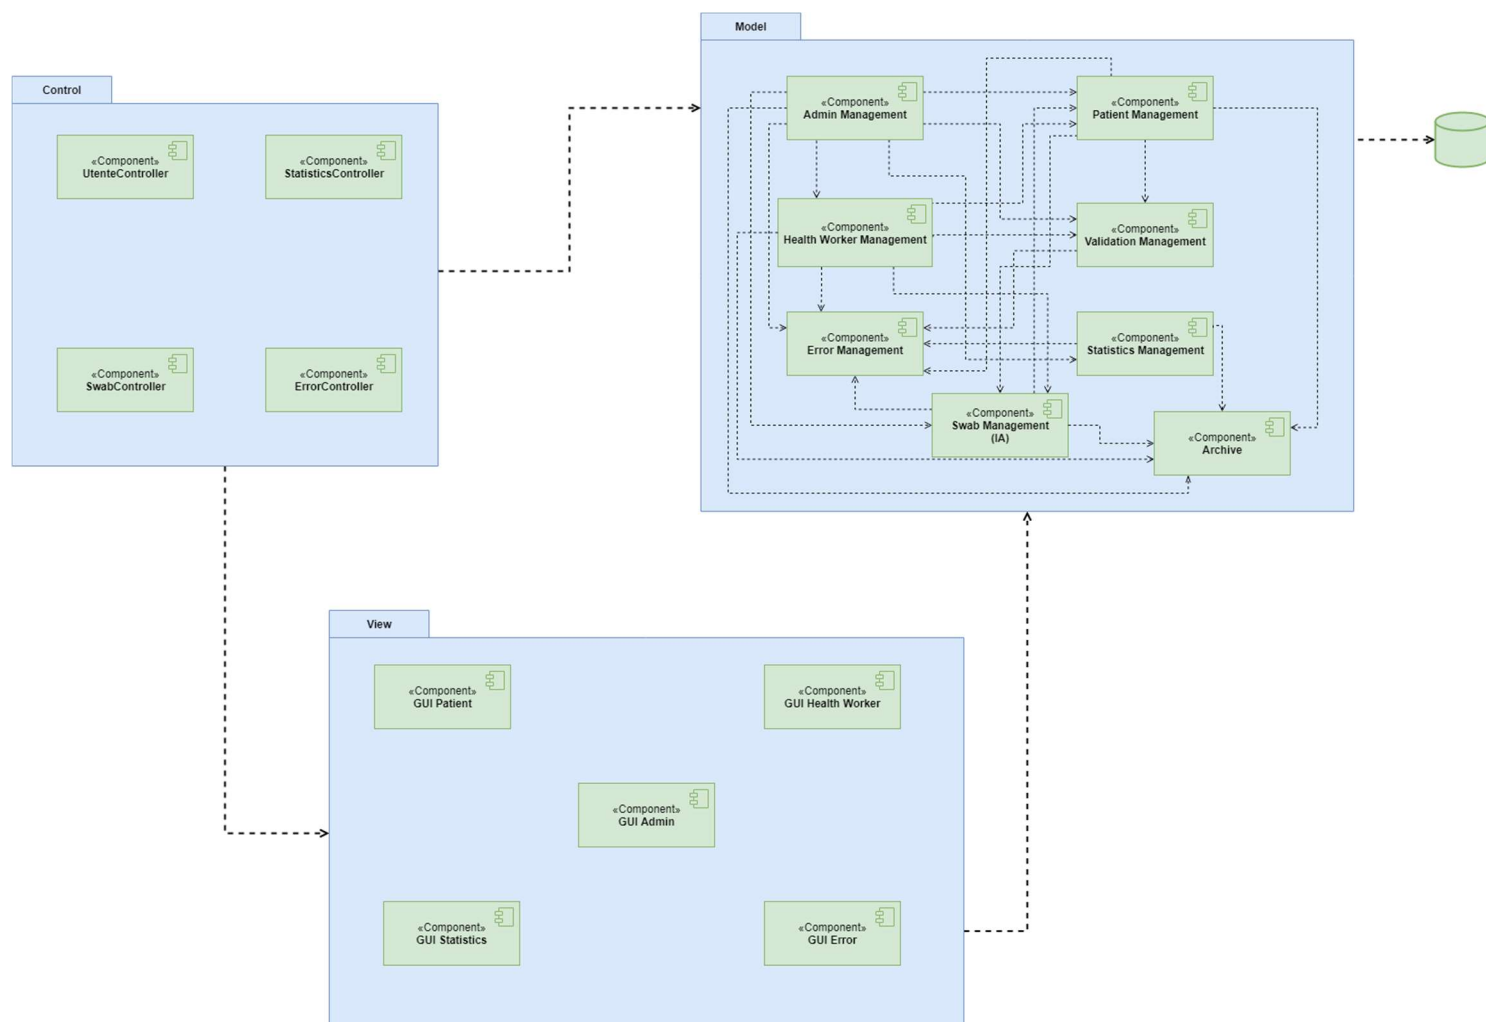 Control
«Component»
UtenteController
«Component»
StatisticsController
«Component»
SwabController
«Component»
ErrorController
Model
«Component»
Admin Management
«Component»
Patient Management
«Component»
Health Worker Management
«Component»
Validation Management
«Component»
Error Management
«Component»
Statistics Management
«Component»
Swab Management
(IA)
«Component»
Archive
View
«Component»
GUI Patient
«Component»
GUI Health Worker
«Component»
GUI Admin
«Component»
GUI Statistics
«Component»
GUI Error